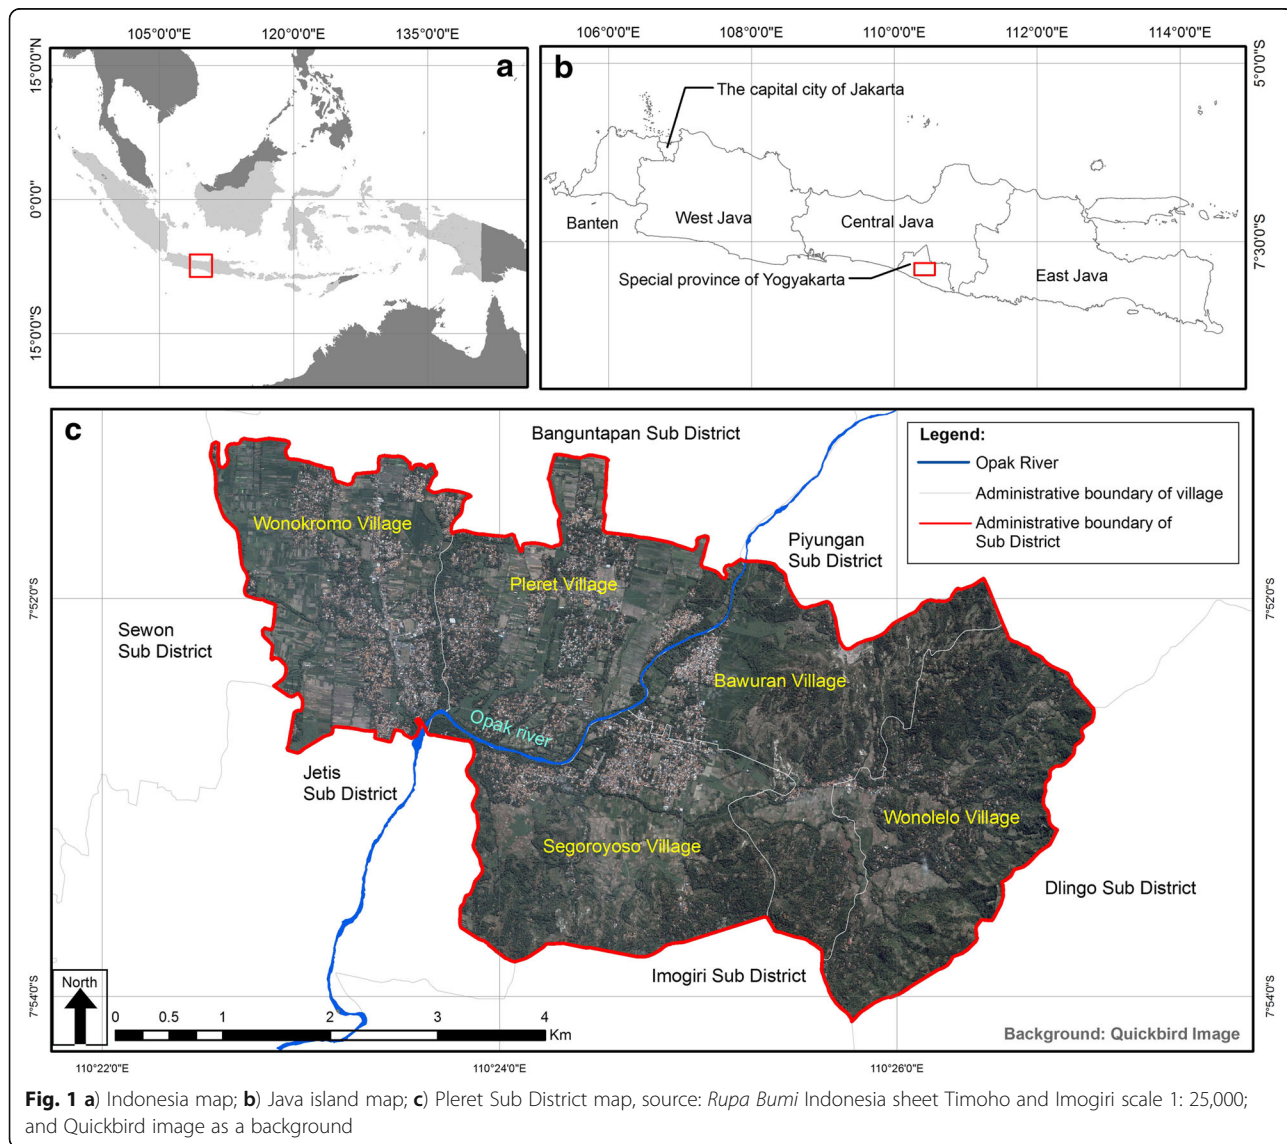 105°0'0"E 120°0'0"E 135°0'0"E
106°0'0"E 108°0'0"E 110°0'0"E 112°0'0"E 114°0'0"E
a
15°0'0"N
0°0'0"
15°0'0"S
b
5°0'0"S
7°30'0"S
The capital city of Jakarta
Banten
West Java
Central Java
Special province of Yogyakarta
East Java
c
Banguntapan Sub District
Legend:
Opak River
Administrative boundary of village
Administrative boundary of
Sub District
Wonokromo Village
Piyungan
Sub District
Pleret Village
7°52'0"S
7°52'0"S
Sewon
Sub District
Bawuran Village
Opak river
Jetis
Sub District
Wonolelo Village
Segoroyoso Village
Dlingo Sub District
Imogiri Sub District
North
7°54'0"S
7°54'0"S
0 0.5 1 2 3 4
Km
Background: Quickbird Image
110°22'0"E 110°24'0"E 110°26'0"E
Fig. 1 a) Indonesia map; b) Java island map; c) Pleret Sub District map, source: Rupa Bumi Indonesia sheet Timoho and Imogiri scale 1: 25,000;
and Quickbird image as a background